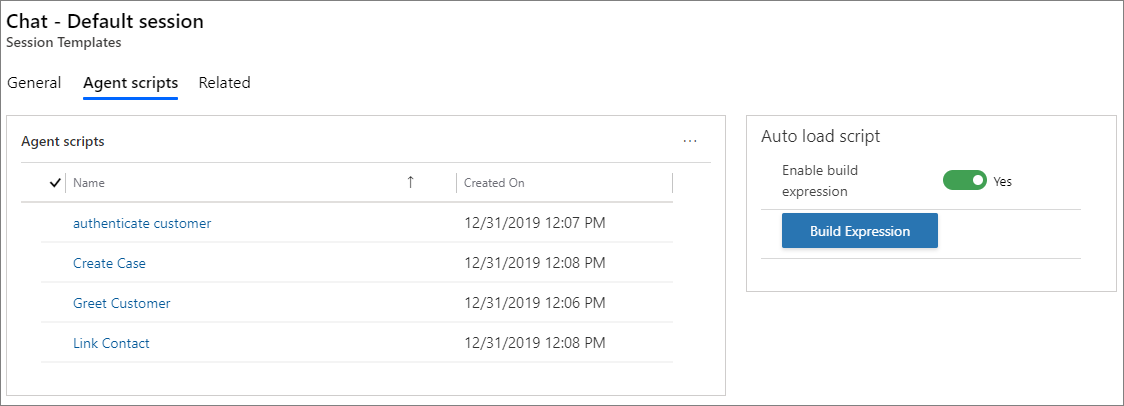 Chat - Default session
Session Templates
General Agent scripts Related
Agent scripts ...
Name ↑ Created On
authenticate customer 12/31/2019 12:07 PM
Create Case 12/31/2019 12:08 PM
Greet Customer 12/31/2019 12:06 PM
Link Contact 12/31/2019 12:08 PM
Auto load script
Enable build
expression
Yes
Build Expression